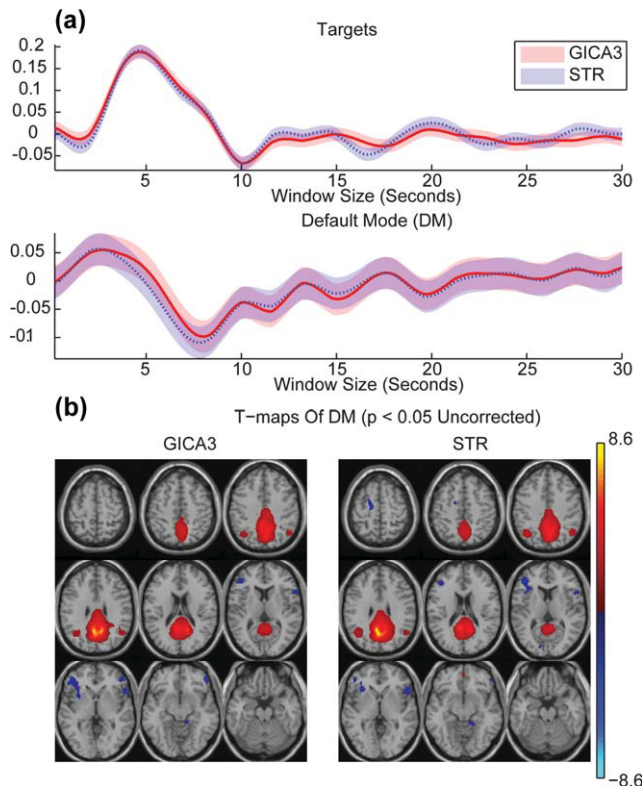 (a)
Targets
GICA3
STR
0.2
0.15
0.1
0.05
0
-0.05
5 10 15 20 25 30
Window Size (Seconds)
Default Mode (DM)
0.05
0
-0.05
-01
5 10 15 20 25 30
Window Size (Seconds)
(b)
T-maps Of DM (p < 0.05 Uncorrected)
GICA3 STR
8.6
-8.6